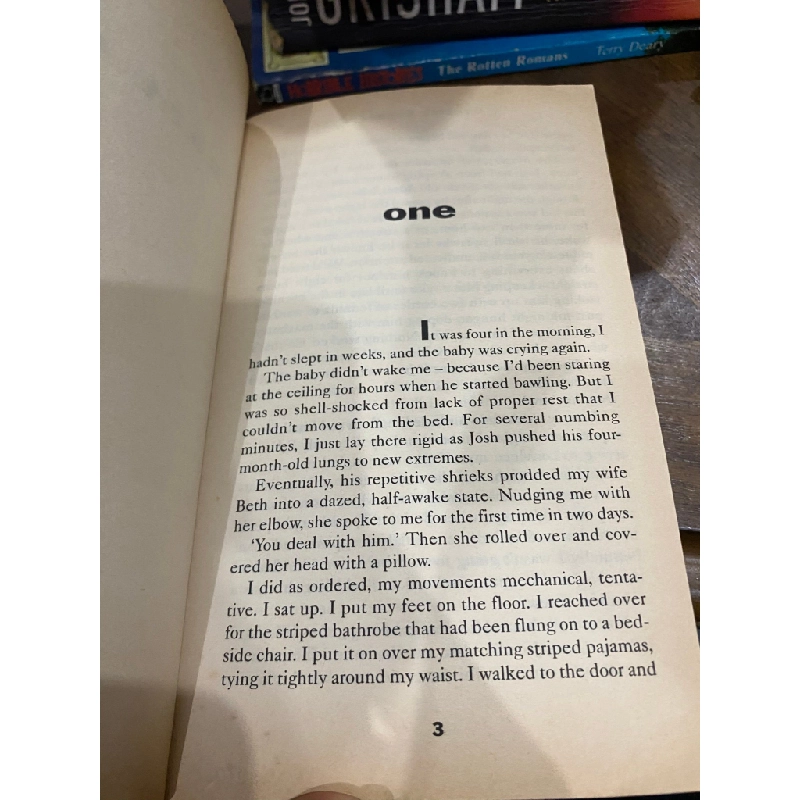 GRISHAM
The Rotten Romans Terry Deary
one
It was four in the morning, I
hadn't slept in weeks, and the baby was crying again.
The baby didn't wake me – because I'd been staring
at the ceiling for hours when he started bawling. But I
was so shell-shocked from lack of proper rest that I
couldn't move from the bed. For several numbing
minutes, I just lay there rigid as Josh pushed his four-
month-old lungs to new extremes.
Eventually, his repetitive shrieks prodded my wife
Beth into a dazed, half-awake state. Nudging me with
her elbow, she spoke to me for the first time in two days.
'You deal with him.' Then she rolled over and cov-
ered her head with a pillow.
I did as ordered, my movements mechanical, tenta-
tive. I sat up. I put my feet on the floor. I reached over
for the striped bathrobe that had been flung on to a bed-
side chair. I put it on over my matching striped pajamas,
tying it tightly around my waist. I walked to the door and
3